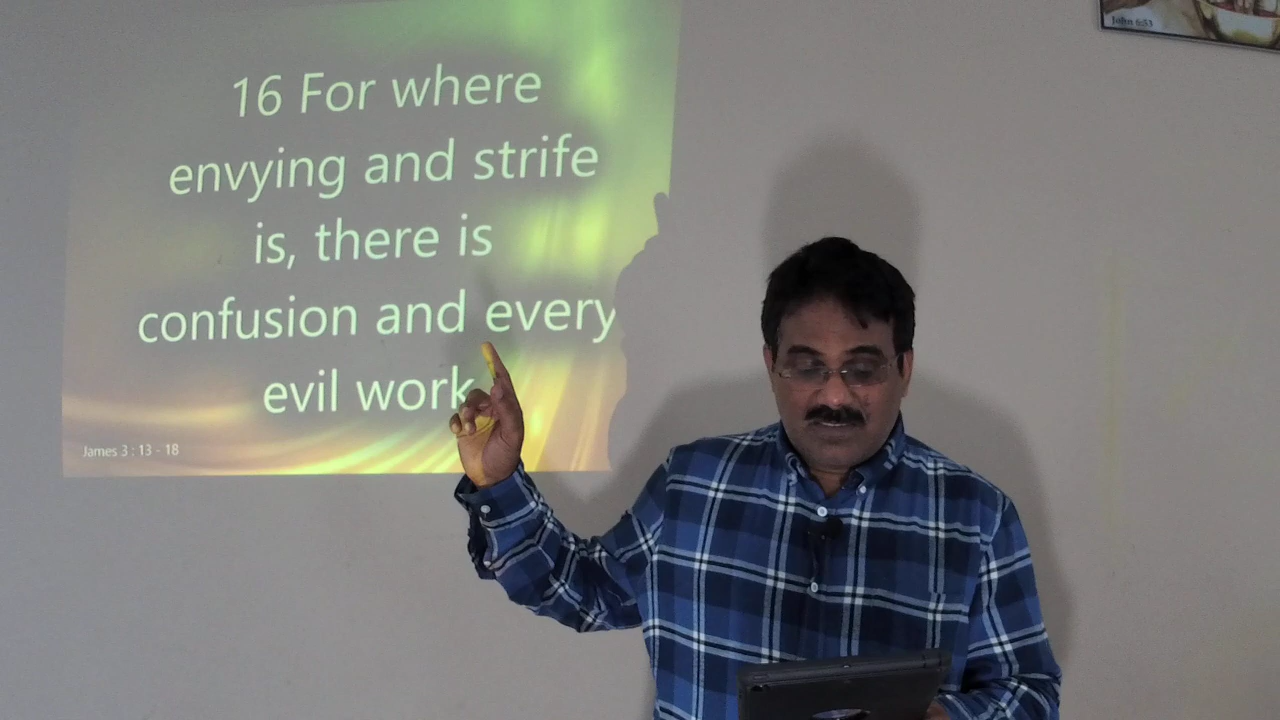 16 For where
envying and strife
is, there is
confusion and every
evil work
James 3 : 13 - 18
John 6:53